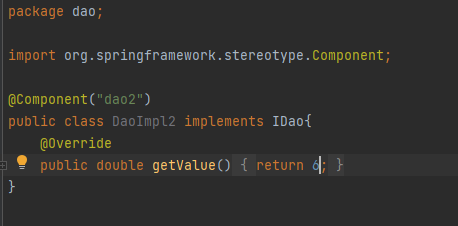 package dao;
import org.springframework.stereotype.Component;
@Component("dao2")
public class DaoImpl2 implements IDao{
@Override
public double getValue() { return 6; }
}